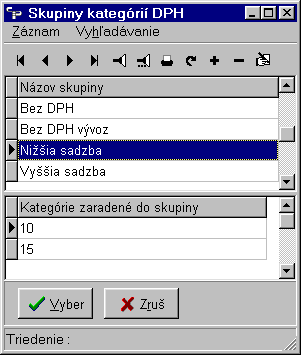 Skupiny kategórií DPH
Záznam Vyhľadávanie
Názov skupiny
Bez DPH
Bez DPH vývoz
Nižšia sadzba
Vyššia sadzba
Kategórie zaradené do skupiny
10
15
Vyber Zruš
Triedenie :